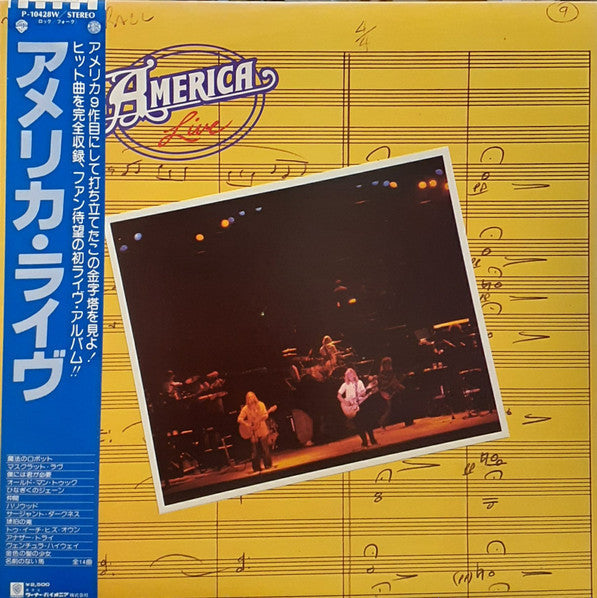 P-10428W/STEREO
(ロック/フォーク)
アメリカ・ライヴ
アメリカ9作目にして打ち立てたこの金字塔を見よ!
ヒット曲を完全収録、ファン待望の初ライヴ・アルバム!!
魔法のロボット
マスクラット・ラヴ
僕には君が必要
オールド・マン・トゥック
ひなぎくのジェーン
仲間
ハリウッド
サージャント・ダークネス
琥珀の滝
トゥ・イーチ・ヒズ・オウン
アナザー・トライ
ヴェンチュラ・ハイウェイ
金色の髪の少女
名前のない馬 全14曲
¥2,500
ワーナー・パイオニア株式会社
BALL
4/4
9
AMERICA
Live